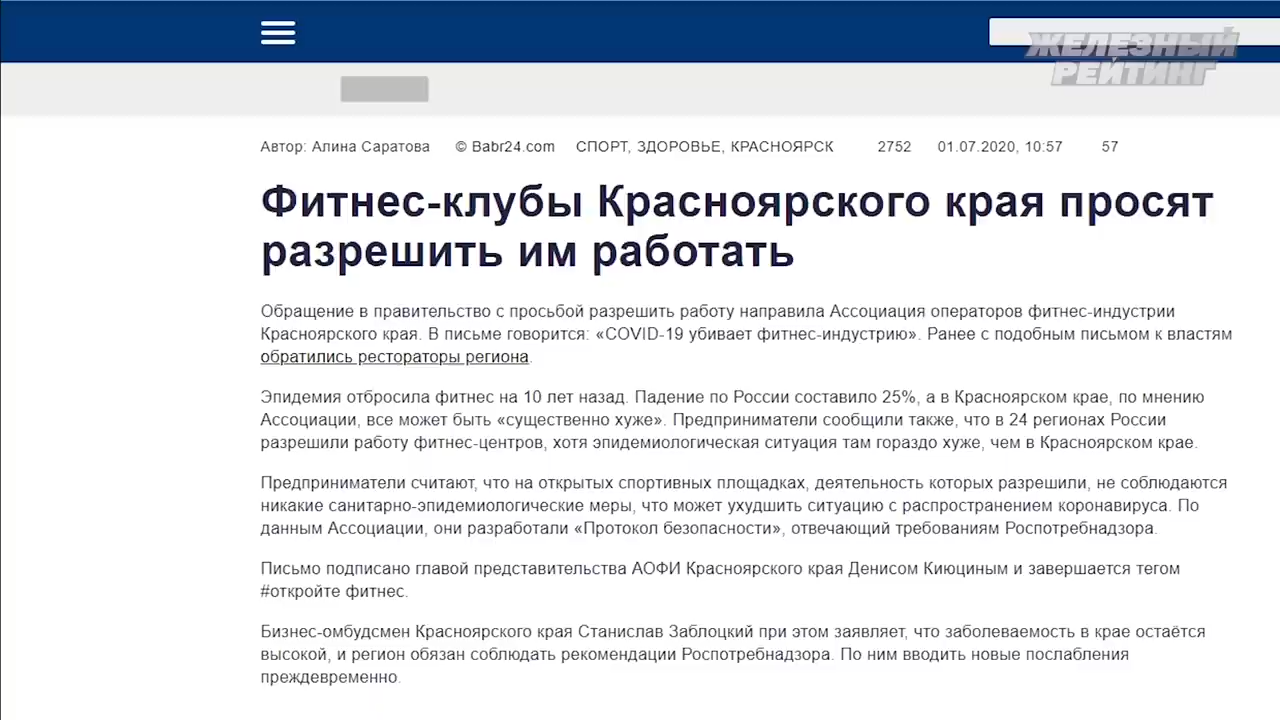 ЖЕЛЕЗНЫЙ
РЕЙТИНГ
Автор: Алина Саратова © Babr24.com СПОРТ, ЗДОРОВЬЕ, КРАСНОЯРСК 2752 01.07.2020, 10:57 57
Фитнес-клубы Красноярского края просят
разрешить им работать
Обращение в правительство с просьбой разрешить работу направила Ассоциация операторов фитнес-индустрии
Красноярского края. В письме говорится: «COVID-19 убивает фитнес-индустрию». Ранее с подобным письмом к властям
обратились рестораторы региона.
Эпидемия отбросила фитнес на 10 лет назад. Падение по России составило 25%, а в Красноярском крае, по мнению
Ассоциации, все может быть «существенно хуже». Предприниматели сообщили также, что в 24 регионах России
разрешили работу фитнес-центров, хотя эпидемиологическая ситуация там гораздо хуже, чем в Красноярском крае.
Предприниматели считают, что на открытых спортивных площадках, деятельность которых разрешили, не соблюдаются
никакие санитарно-эпидемиологические меры, что может ухудшить ситуацию с распространением коронавируса. По
данным Ассоциации, они разработали «Протокол безопасности», отвечающий требованиям Роспотребнадзора.
Письмо подписано главой представительства АОФИ Красноярского края Денисом Киюциным и завершается тегом
#откройте фитнес.
Бизнес-омбудсмен Красноярского края Станислав Заблоцкий при этом заявляет, что заболеваемость в крае остаётся
высокой, и регион обязан соблюдать рекомендации Роспотребнадзора. По ним вводить новые послабления
преждевременно.